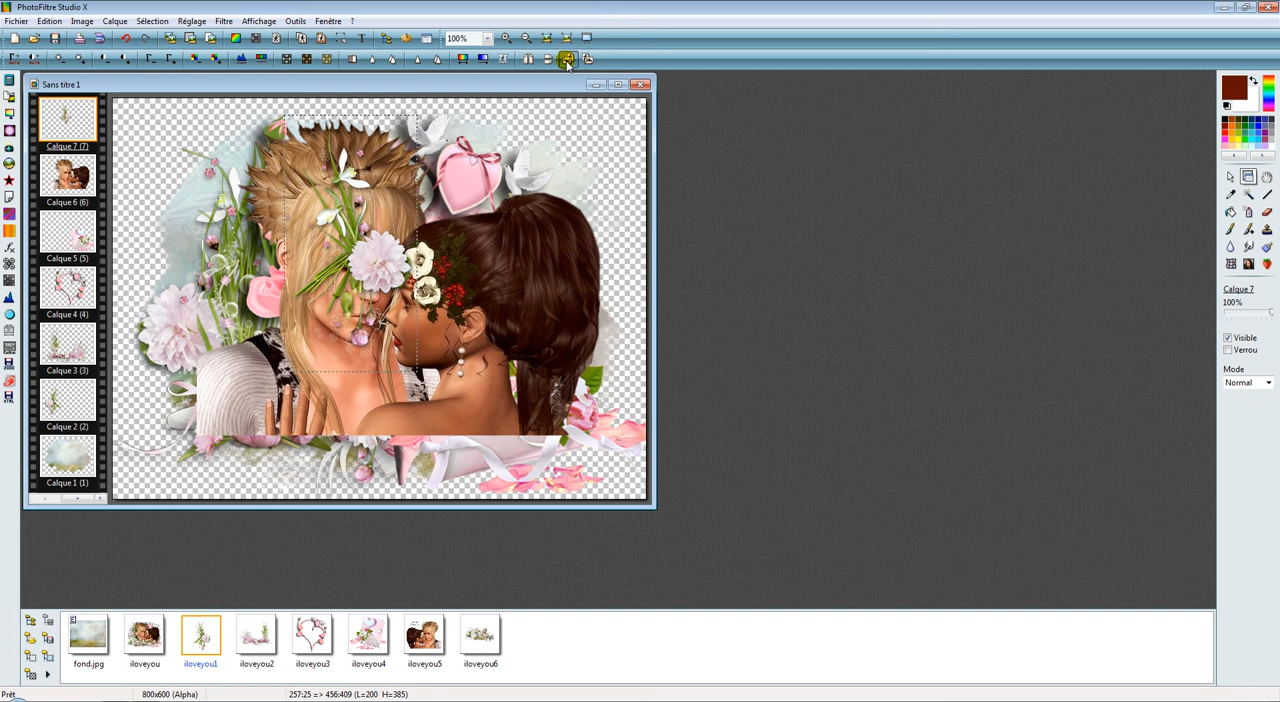 PhotoFiltre Studio X
Fichier Edition Image Calque Sélection Réglage Filtre Affichage Outils Fenêtre ?
100%
Sans titre 1
Calque 7 (7)
Calque 6 (6)
Calque 5 (5)
Calque 4 (4)
Calque 3 (3)
Calque 2 (2)
Calque 1 (1)
Calque 7
100%
Visible
Verrou
Mode
Normal
fond.jpg iloveyou iloveyou1 iloveyou2 iloveyou3 iloveyou4 iloveyou5 iloveyou6
Prêt 800x600 (Alpha) 257:25 => 456:409 (L=200 H=385)